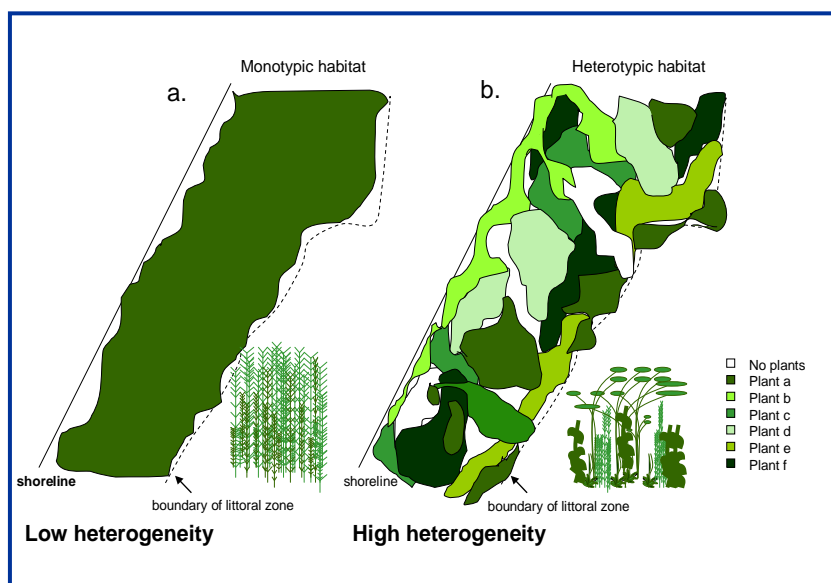 Monotypic habitat
a.
shoreline
boundary of littoral zone
Low heterogeneity
Heterotypic habitat
b.
No plants
Plant a
Plant b
Plant c
Plant d
Plant e
Plant f
shoreline
boundary of littoral zone
High heterogeneity